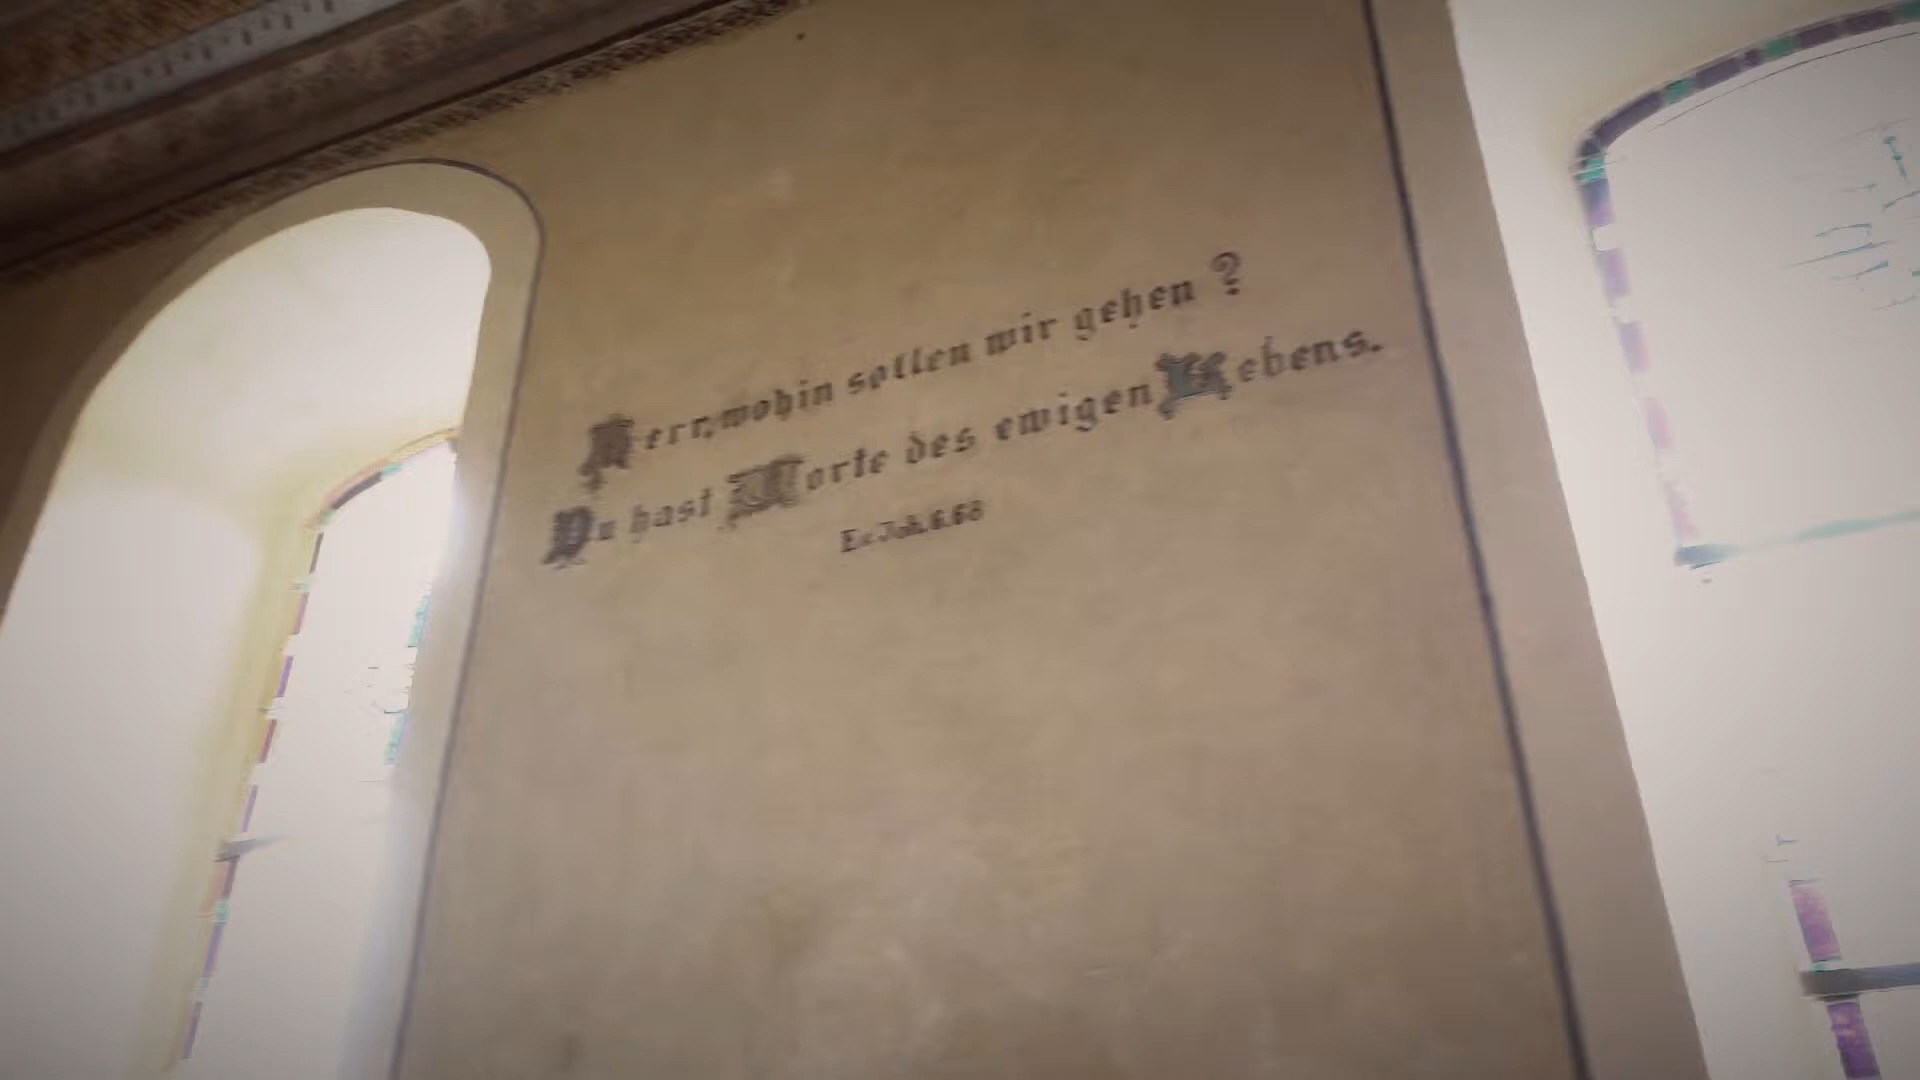 Herr, wohin sollen wir gehen ?
Du hast Worte des ewigen Lebens.
Ev. Joh. 6.68